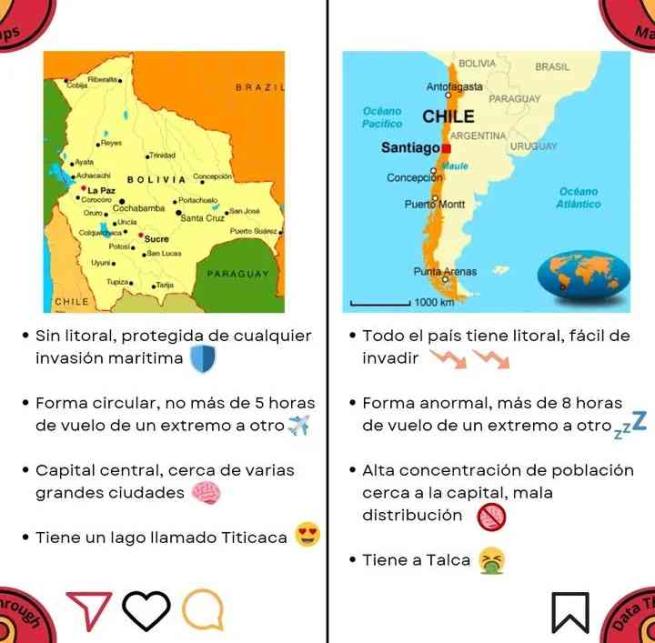 ps
Ma
Cobija
Riberalta
BRAZIL
Reyes
Trinidad
Ayata
Achacachi
BOLIVIA
Concepción
La Paz
Corocoro
Cochabamba
Portachuelo
Oruro
Santa Cruz
San José
Uncía
Colquechaca
Sucre
Puerto Suárez
Potosí
San Lucas
Uyuni
PARAGUAY
Tupiza
Tarija
CHILE
BOLIVIA
BRASIL
Antofagasta
PARAGUAY
Océano
Pacífico
CHILE
ARGENTINA
URUGUAY
Santiago
Maule
Concepción
Océano
Atlántico
Puerto Montt
Punta Arenas
1000 km
• Sin litoral, protegida de cualquier
invasión maritima
• Forma circular, no más de 5 horas
de vuelo de un extremo a otro
• Capital central, cerca de varias
grandes ciudades
• Tiene un lago llamado Titicaca
• Todo el país tiene litoral, fácil de
invadir
• Forma anormal, más de 8 horas
de vuelo de un extremo a otro
zzZ
• Alta concentración de población
cerca a la capital, mala
distribución
• Tiene a Talca
rough
Data Th